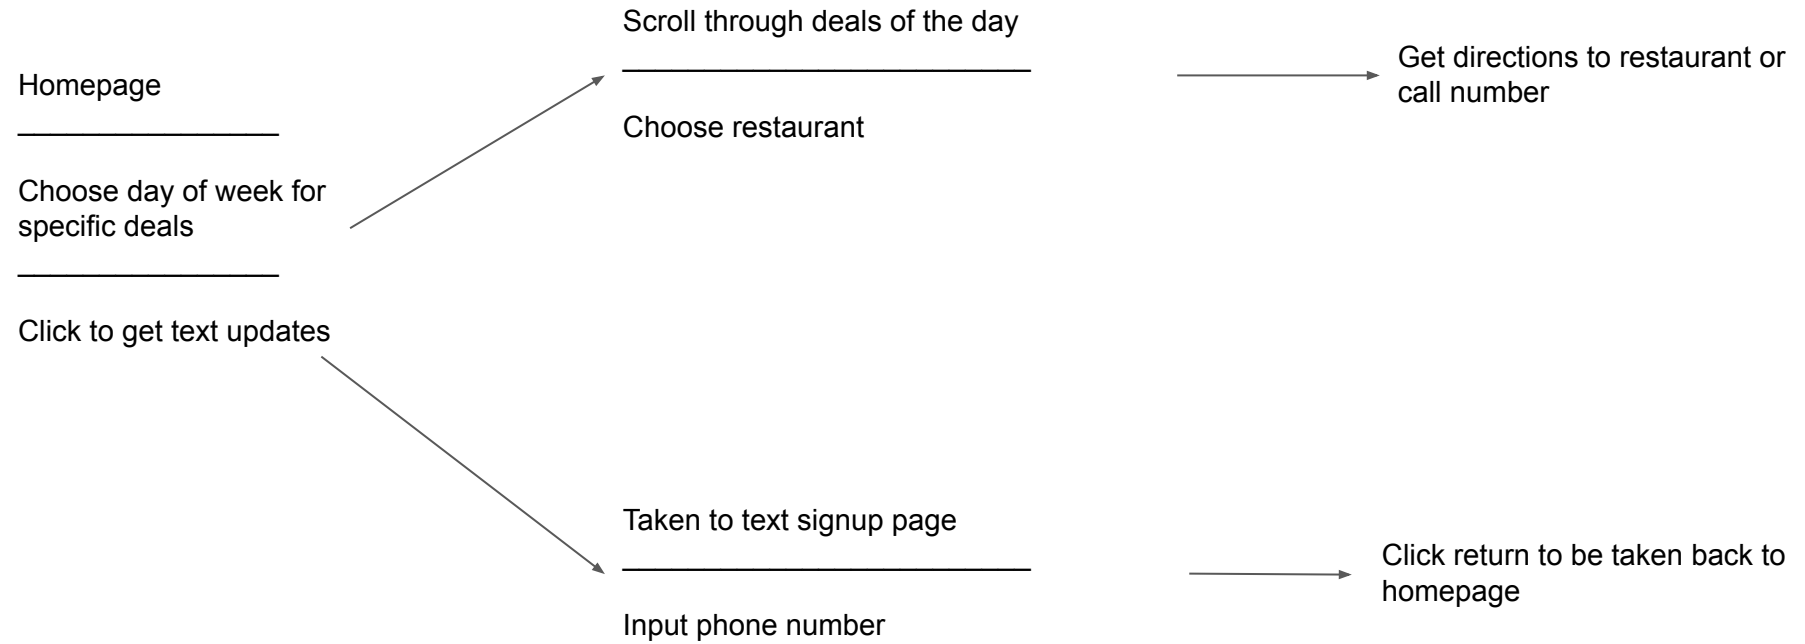 Homepage
Choose day of week for
specific deals
Click to get text updates
Scroll through deals of the day
Choose restaurant
Get directions to restaurant or
call number
Taken to text signup page
Input phone number
Click return to be taken back to
homepage